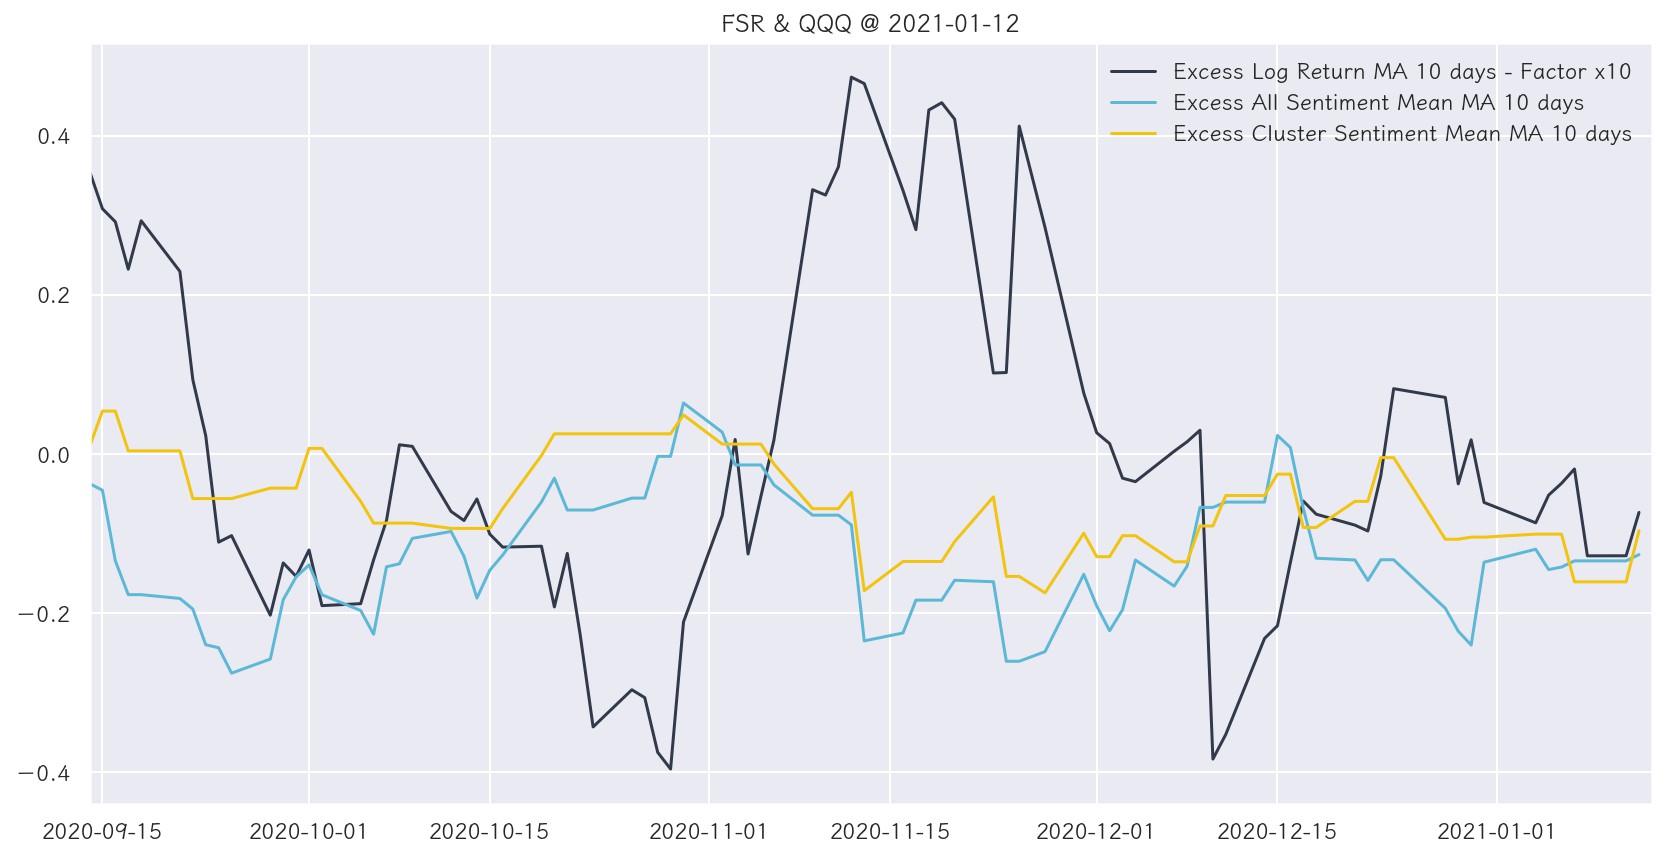 FSR & QQQ @ 2021-01-12
Excess Log Return MA 10 days - Factor x10
Excess All Sentiment Mean MA 10 days
Excess Cluster Sentiment Mean MA 10 days
0.4
0.2
0.0
−0.2
−0.4
2020-09-15 2020-10-01 2020-10-15 2020-11-01 2020-11-15 2020-12-01 2020-12-15 2021-01-01